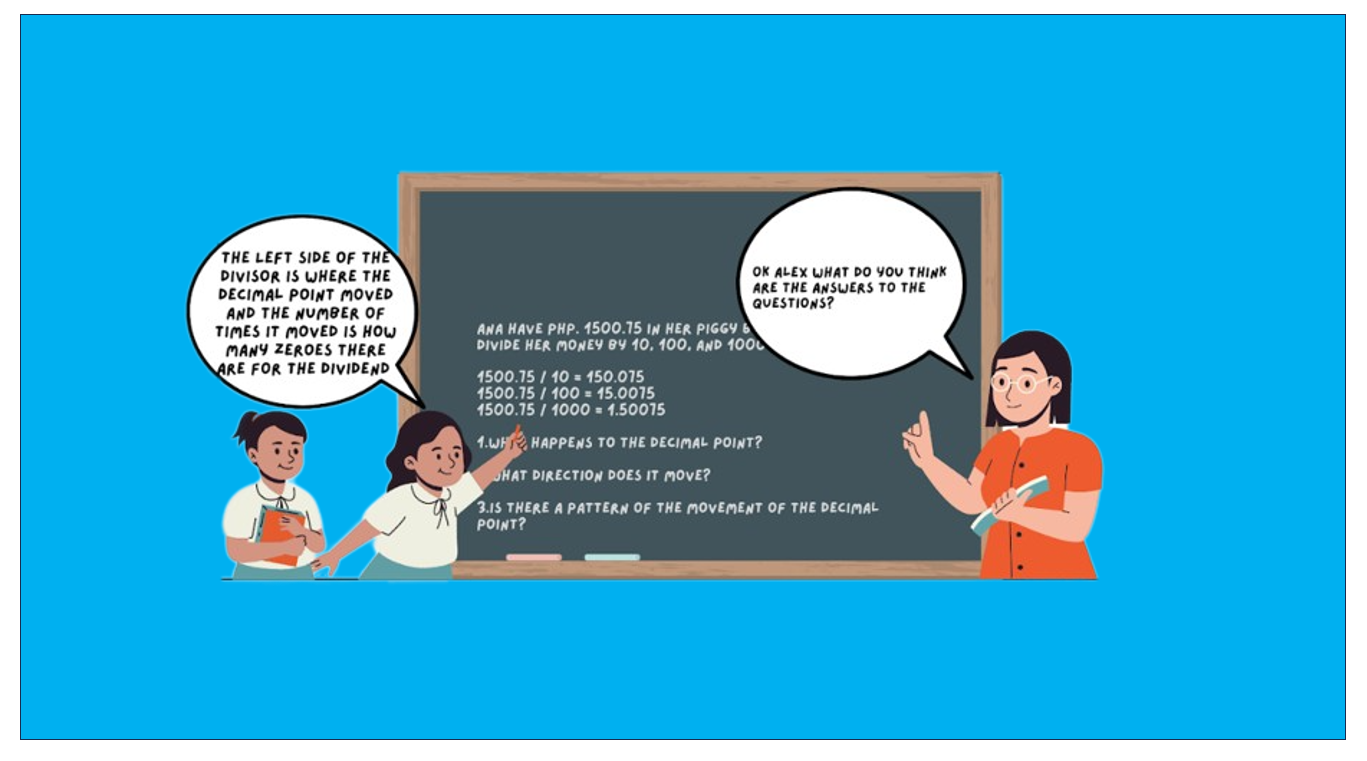 THE LEFT SIDE OF THE
DIVISOR IS WHERE THE
DECIMAL POINT MOVED
AND THE NUMBER OF
TIMES IT MOVED IS HOW
MANY ZEROES THERE
ARE FOR THE DIVIDEND
OK ALEX WHAT DO YOU THINK
ARE THE ANSWERS TO THE
QUESTIONS?
ANA HAVE PHP. 1500.75 IN HER PIGGY
DIVIDE HER MONEY BY 10, 100, AND
1500.75 / 10 = 150.075
1500.75 / 100 = 15.0075
1500.75 / 1000 = 1.50075
1. HAPPENS TO THE DECIMAL POINT?
WHAT DIRECTION DOES IT MOVE?
3.IS THERE A PATTERN OF THE MOVEMENT OF THE DECIMAL
POINT?